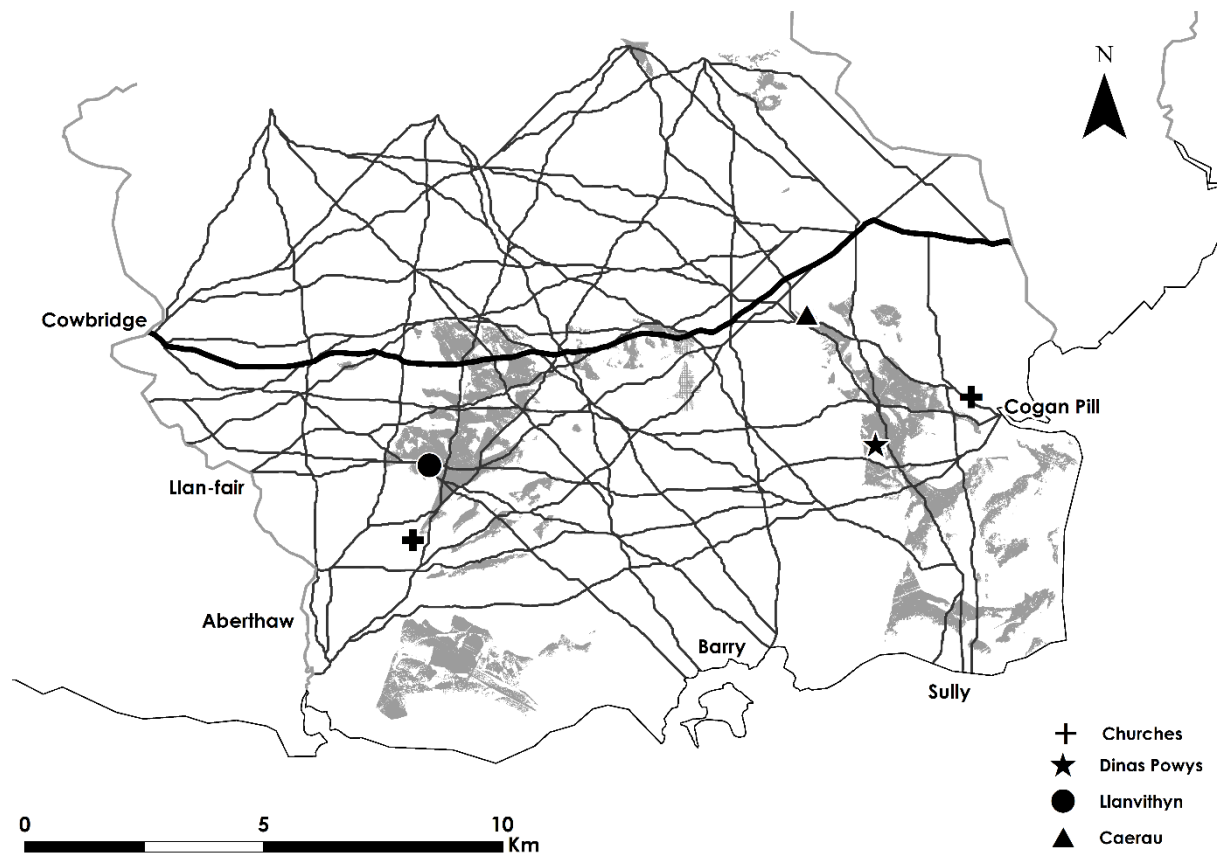 N
Cowbridge
Cogan Pill
Llan-fair
Aberthaw
Barry
Sully
Churches
Dinas Powys
Llanvithyn
Caerau
0 5 10
Km